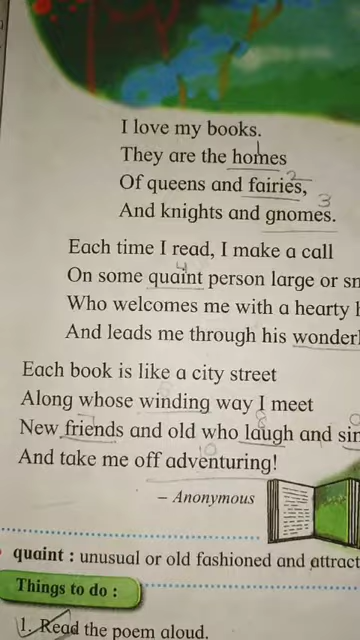 I love my books.
They are the homes
Of queens and fairies,
And knights and gnomes.
Each time I read, I make a call
On some quaint person large or
Who welcomes me with a hearty
And leads me through his
Each book is like a city street
Along whose winding way I meet
New friends and old who laugh and
And take me off adventuring!
– Anonymous
quaint : unusual or old fashioned and
Things to do :
1. Read the poem aloud.